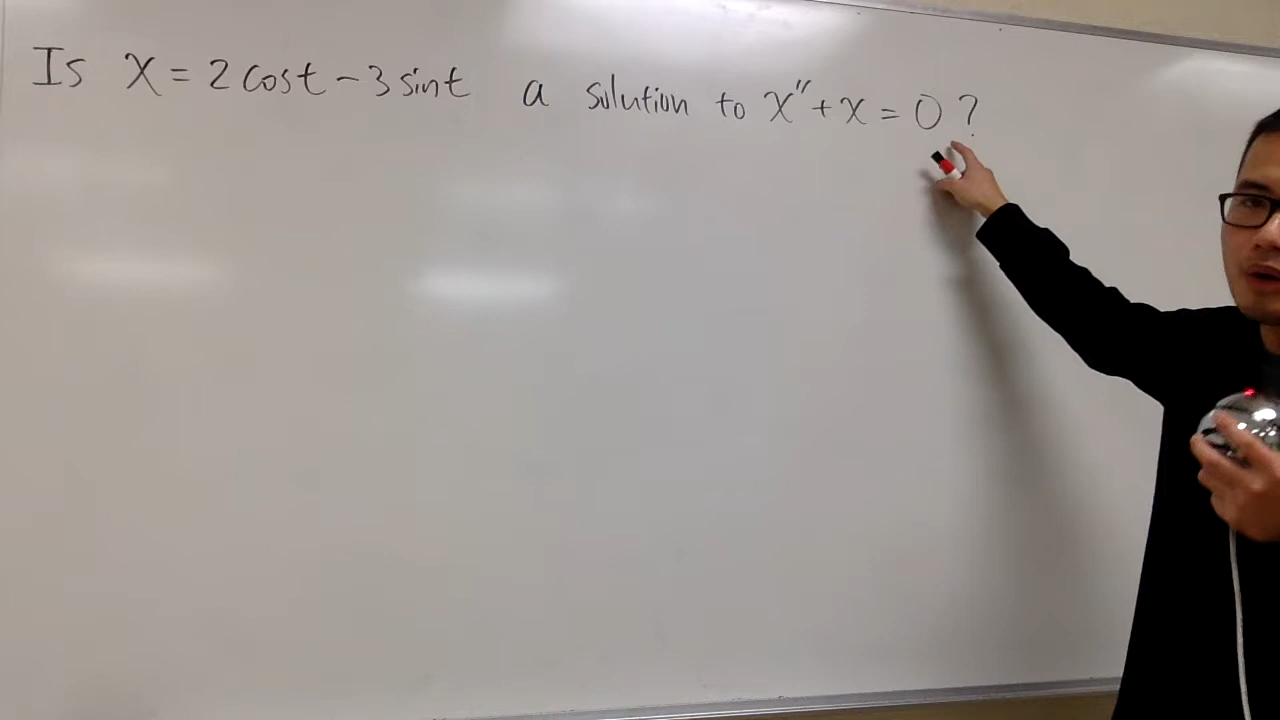 Is x = 2cost - 3sint a solution to x'' + x = 0 ?